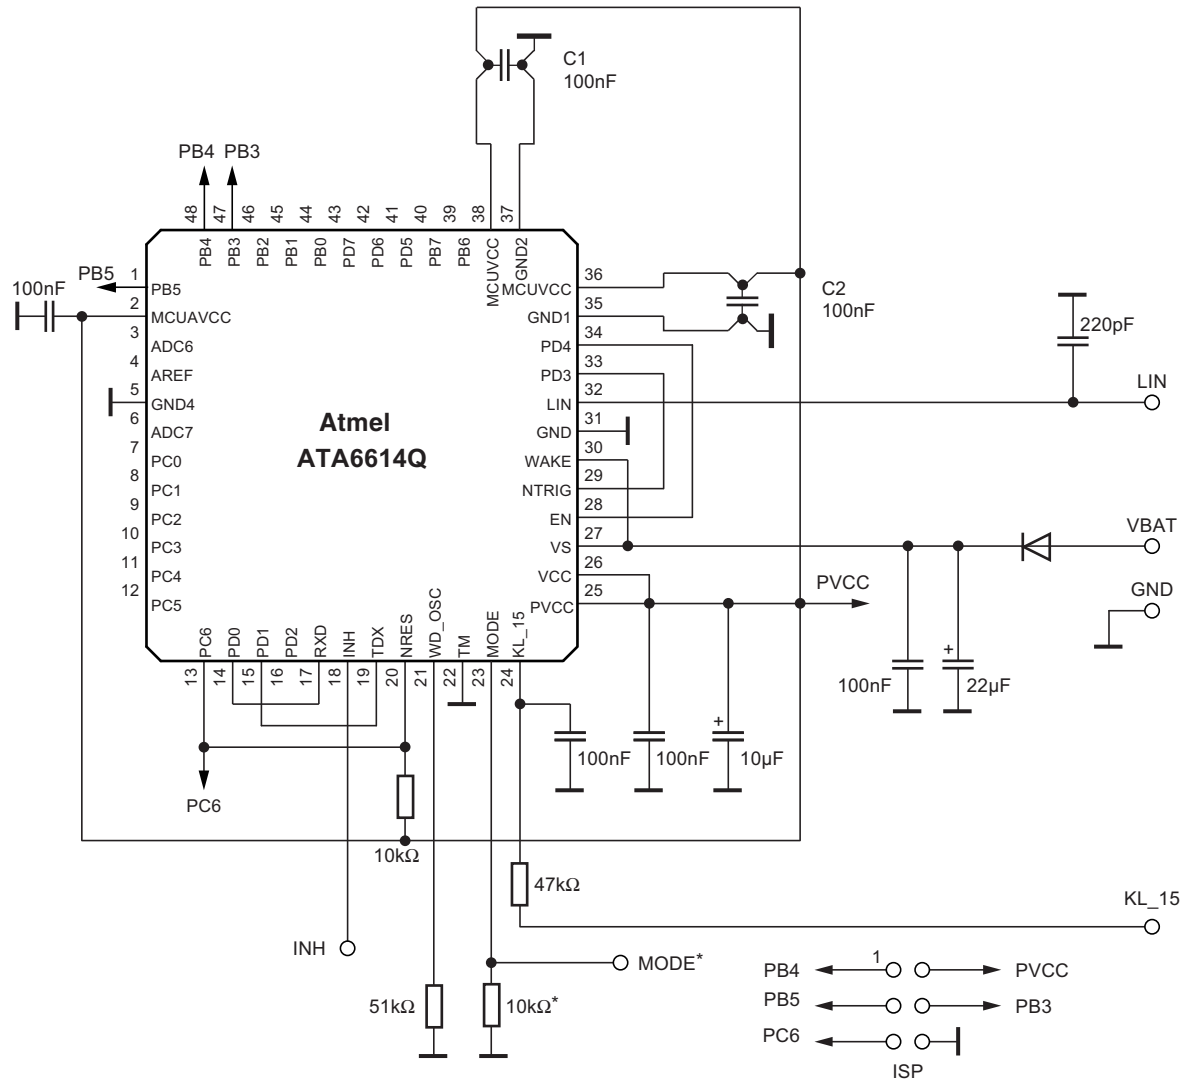 C1
100nF
PB4 PB3
48 47 46 45 44 43 42 41 40 39 38 37
PB4 PB3 PB2 PB1 PB0 PD7 PD6 PD5 PB7 PB6 MCUVCC GND2
PB5
100nF
1 PB5
2 MCUAVCC
3 ADC6
4 AREF
5 GND4
6 ADC7
7 PC0
8 PC1
9 PC2
10 PC3
11 PC4
12 PC5
Atmel
ATA6614Q
MCUVCC 36
GND1 35
PD4 34
PD3 33
LIN 32
GND 31
WAKE 30
NTRIG 29
EN 28
VS 27
VCC 26
PVCC 25
C2
100nF
220pF
LIN
VBAT
PVCC
GND
PC6 PD0 PD1 PD2 RXD INH TDX NRES WD_OSC TM MODE KL_15
13 14 15 16 17 18 19 20 21 22 23 24
100nF
+
22µF
100nF
100nF
+
10µF
PC6
10kΩ
47kΩ
KL_15
INH
MODE*
51kΩ
10kΩ*
PB4 1 PVCC
PB5 PB3
PC6
ISP